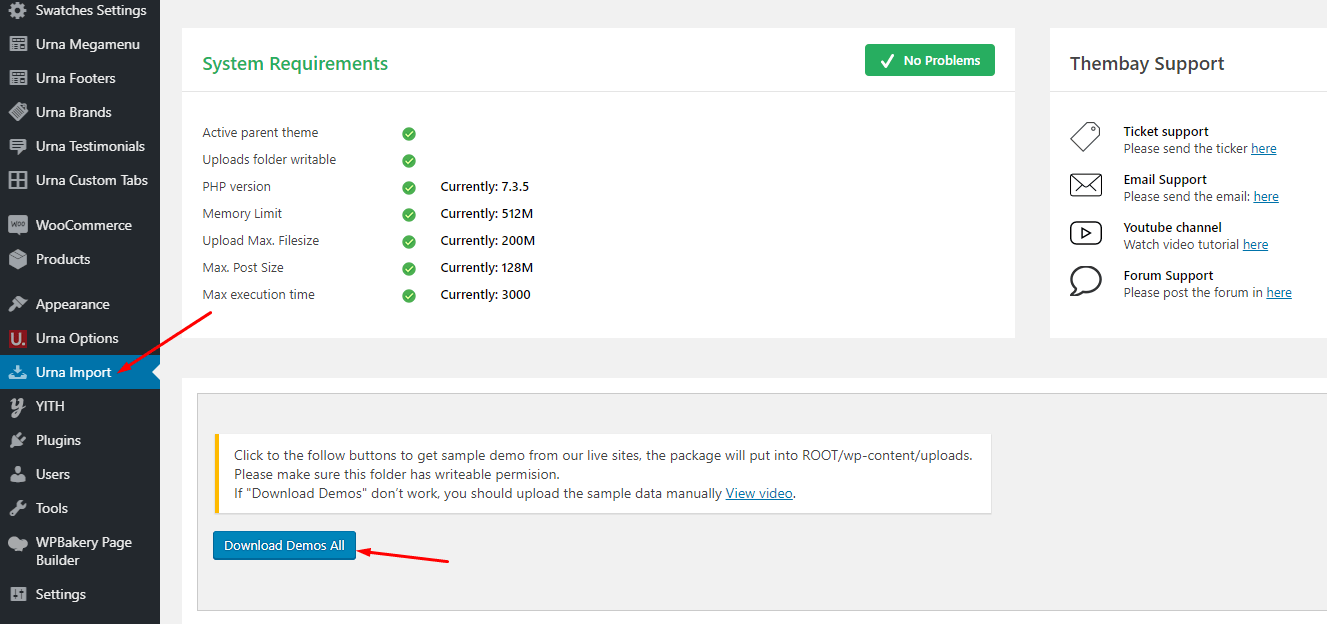 Swatches Settings
Urna Megamenu
Urna Footers
Urna Brands
Urna Testimonials
Urna Custom Tabs
WOO
WooCommerce
Products
Appearance
U.
Urna Options
Urna Import
YITH
Plugins
Users
Tools
WPBakery Page
Builder
Settings
System Requirements
No Problems
Active parent theme
Uploads folder writable
PHP version Currently: 7.3.5
Memory Limit Currently: 512M
Upload Max. Filesize Currently: 200M
Max. Post Size Currently: 128M
Max execution time Currently: 3000
Thembay Support
Ticket support
Please send the ticker here
Email Support
Please send the email: here
Youtube channel
Watch video tutorial here
Forum Support
Please post the forum in here
Click to the follow buttons to get sample demo from our live sites, the package will put into ROOT/wp-content/uploads.
Please make sure this folder has writeable permision.
If "Download Demos" don't work, you should upload the sample data manually View video.
Download Demos All